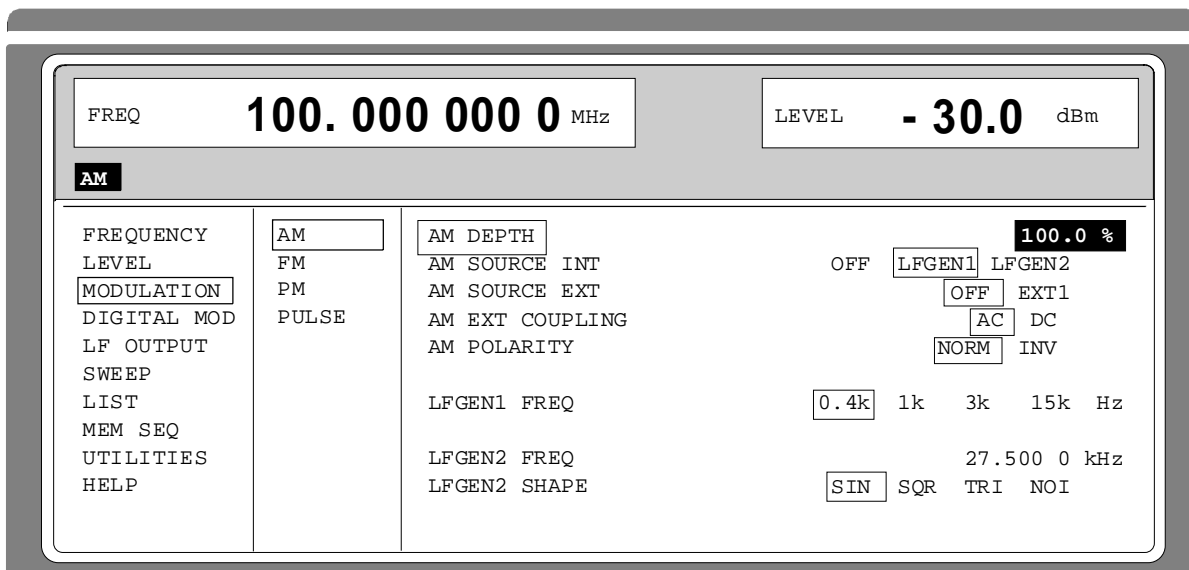 FREQ 100. 000 000 0 MHz LEVEL - 30.0 dBm
AM
FREQUENCY AM AM DEPTH 100.0 %
LEVEL FM AM SOURCE INT OFF LFGEN1 LFGEN2
MODULATION PM AM SOURCE EXT OFF EXT1
DIGITAL MOD PULSE AM EXT COUPLING AC DC
LF OUTPUT AM POLARITY NORM INV
SWEEP
LIST LFGEN1 FREQ 0.4k 1k 3k 15k Hz
MEM SEQ
UTILITIES LFGEN2 FREQ 27.500 0 kHz
HELP LFGEN2 SHAPE SIN SQR TRI NOI